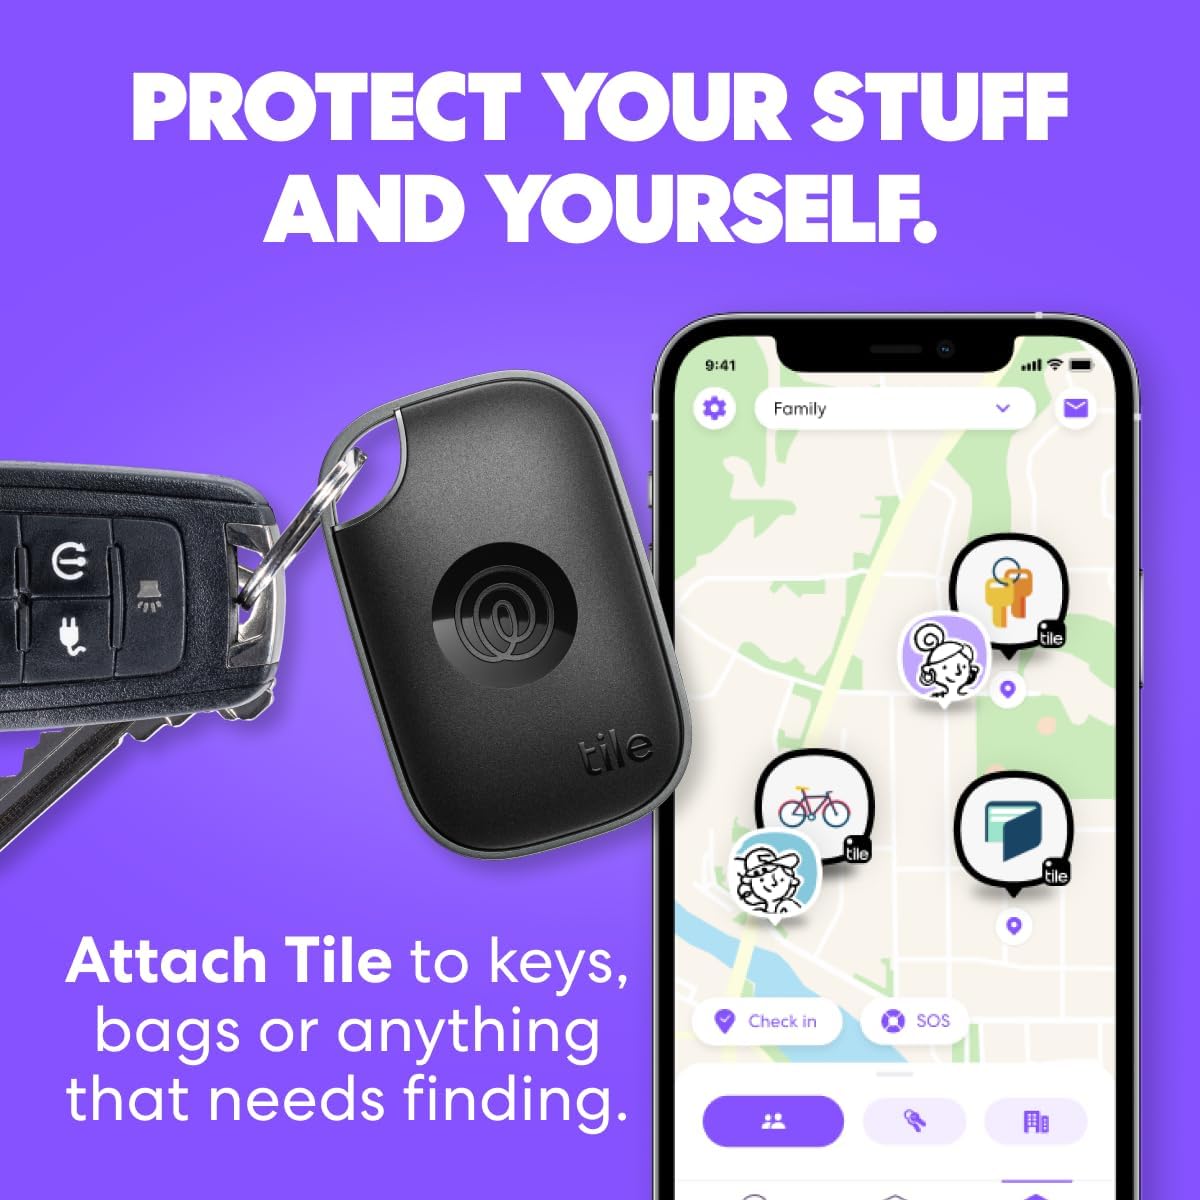 PROTECT YOUR STUFF
AND YOURSELF.
9:41
Family
tile
tile
tile
tile
Attach Tile to keys,
bags or anything
that needs finding.
Check in
SOS